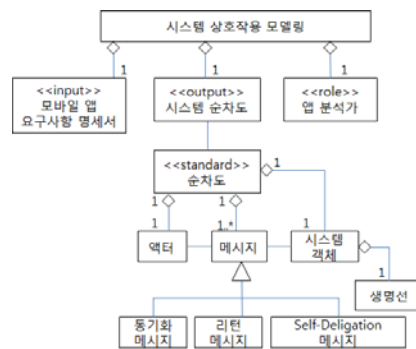 시스템 상호작용 모델링
1
1
1
<<input>>
모바일 앱
요구사항 명세서
<<output>>
시스템 순차도
<<role>>
앱 분석가
<<standard>>
순차도
1
1
1
1
1..*
1
액터
메시지
시스템
객체
1
생명선
동기화
메시지
리턴
메시지
Self-Deligation
메시지